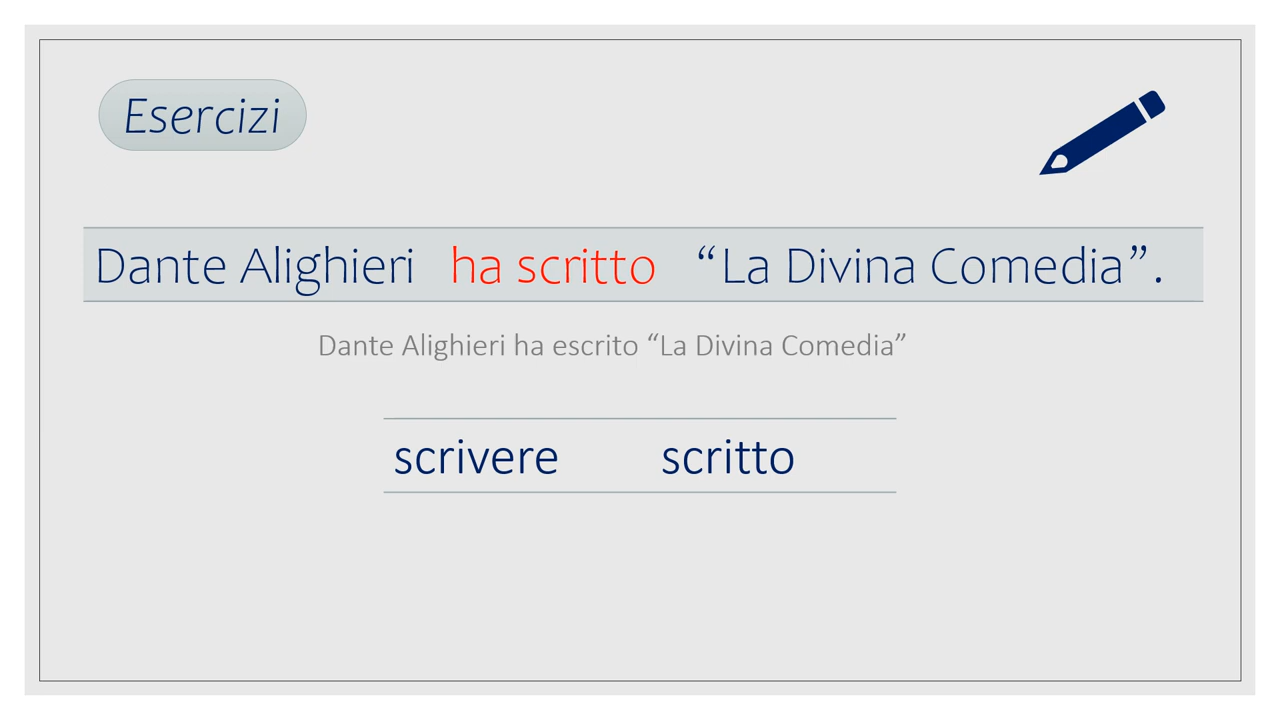 Esercizi
Dante Alighieri ha scritto “La Divina Comedia”.
Dante Alighieri ha escrito “La Divina Comedia”
scrivere scritto